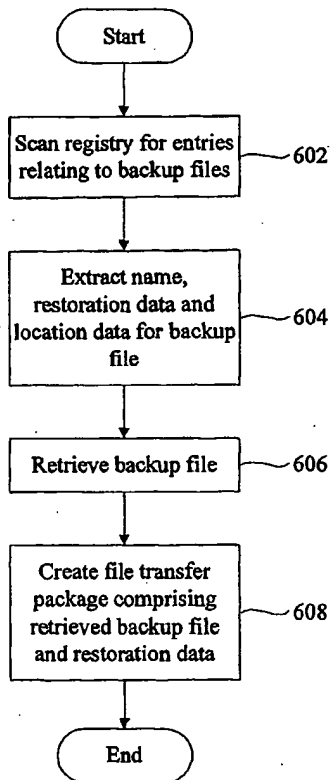 Start
Scan registry for entries
relating to backup files
602
Extract name,
restoration data and
location data for backup
file
604
Retrieve backup file
606
Create file transfer
package comprising
retrieved backup file
and restoration data
608
End